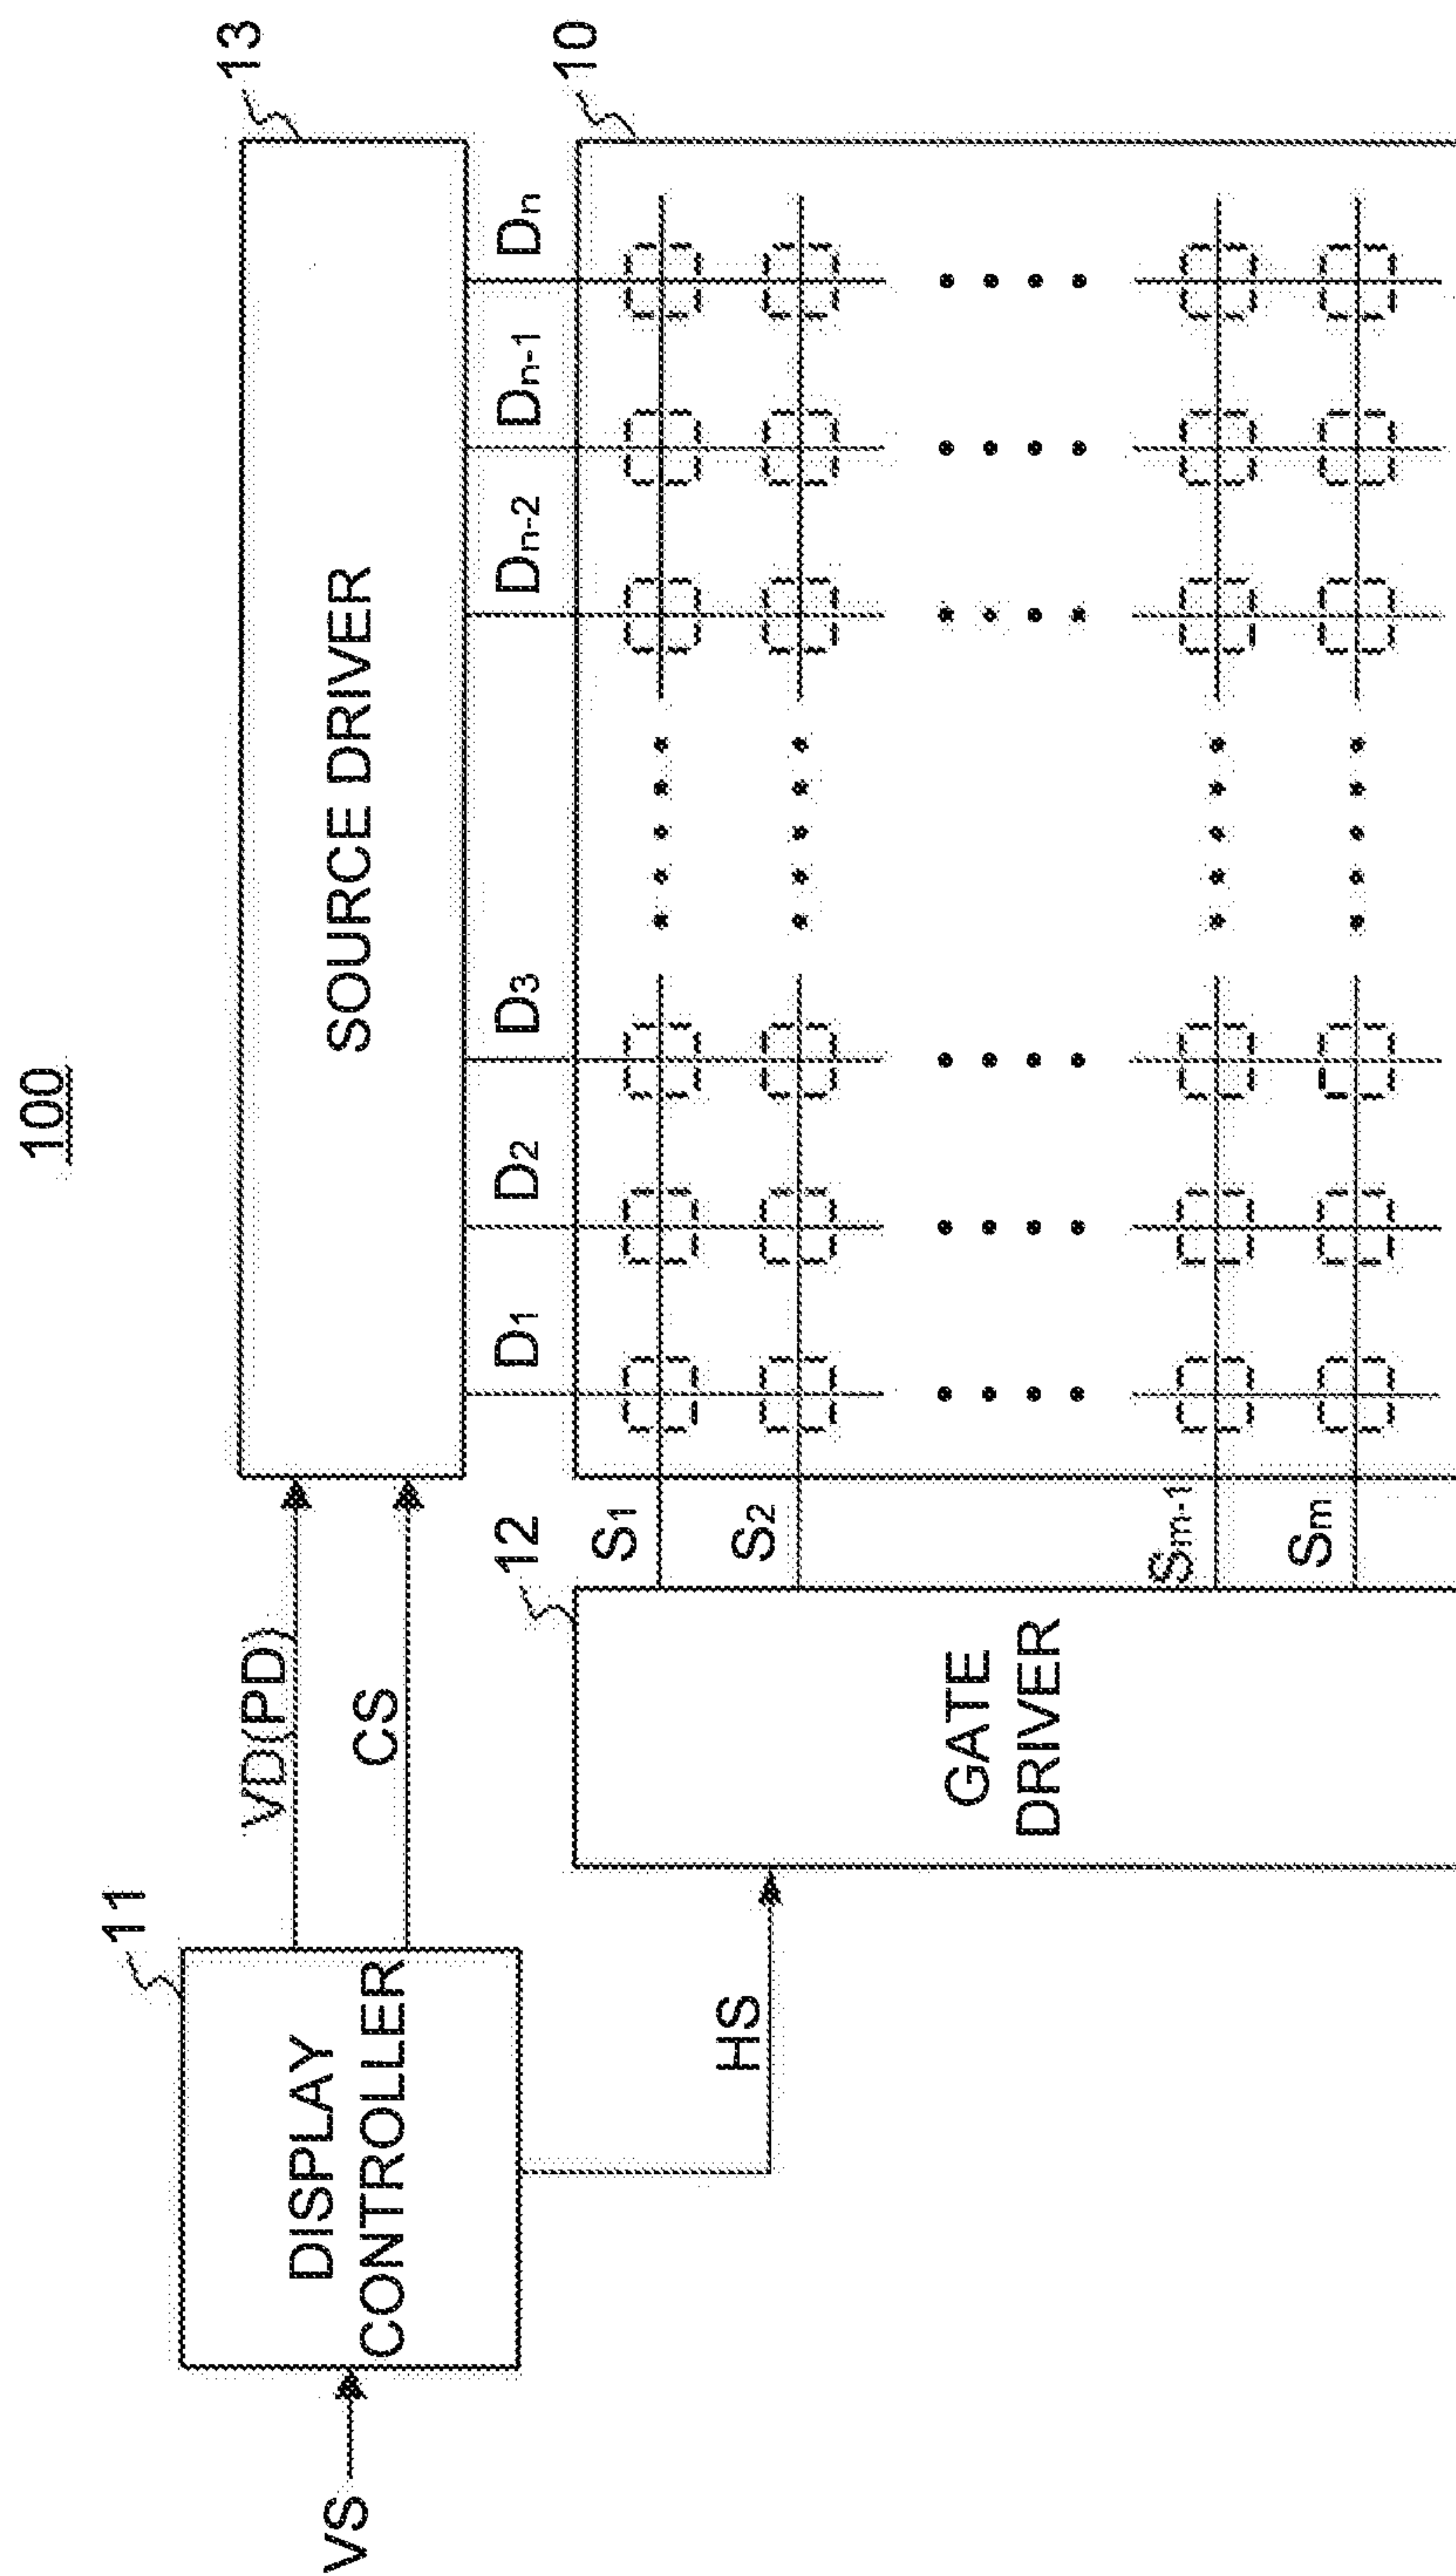 100
13
SOURCE DRIVER
10
11
VD(PD)
CS
DISPLAY
CONTROLLER
VS
HS
D1
D2
D3
Dn-2
Dn-1
Dn
12
S1
S2
Sm-1
Sm
GATE
DRIVER